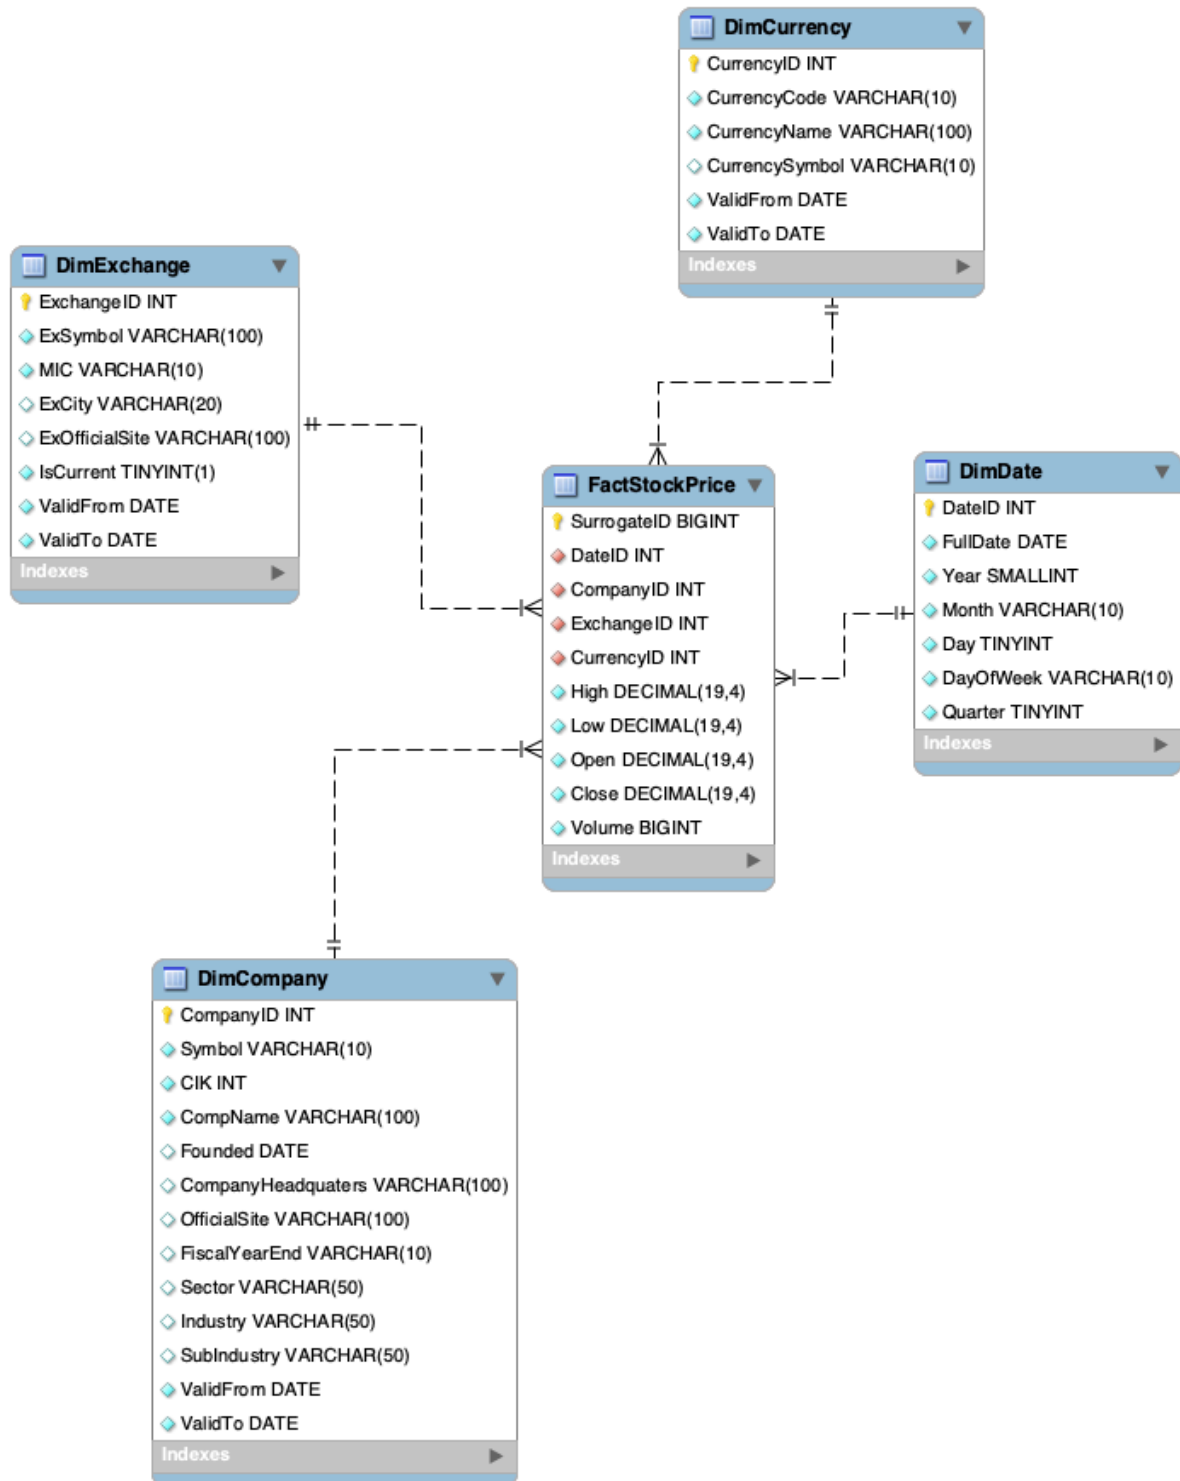 DimCurrency
CurrencyID INT
CurrencyCode VARCHAR(10)
CurrencyName VARCHAR(100)
CurrencySymbol VARCHAR(10)
ValidFrom DATE
ValidTo DATE
Indexes
DimExchange
ExchangeID INT
ExSymbol VARCHAR(100)
MIC VARCHAR(10)
ExCity VARCHAR(20)
ExOfficialSite VARCHAR(100)
IsCurrent TINYINT(1)
ValidFrom DATE
ValidTo DATE
Indexes
FactStockPrice
SurrogateID BIGINT
DateID INT
CompanyID INT
ExchangeID INT
CurrencyID INT
High DECIMAL(19,4)
Low DECIMAL(19,4)
Open DECIMAL(19,4)
Close DECIMAL(19,4)
Volume BIGINT
Indexes
DimDate
DateID INT
FullDate DATE
Year SMALLINT
Month VARCHAR(10)
Day TINYINT
DayOfWeek VARCHAR(10)
Quarter TINYINT
Indexes
DimCompany
CompanyID INT
Symbol VARCHAR(10)
CIK INT
CompName VARCHAR(100)
Founded DATE
CompanyHeadquaters VARCHAR(100)
OfficialSite VARCHAR(100)
FiscalYearEnd VARCHAR(10)
Sector VARCHAR(50)
Industry VARCHAR(50)
SubIndustry VARCHAR(50)
ValidFrom DATE
ValidTo DATE
Indexes